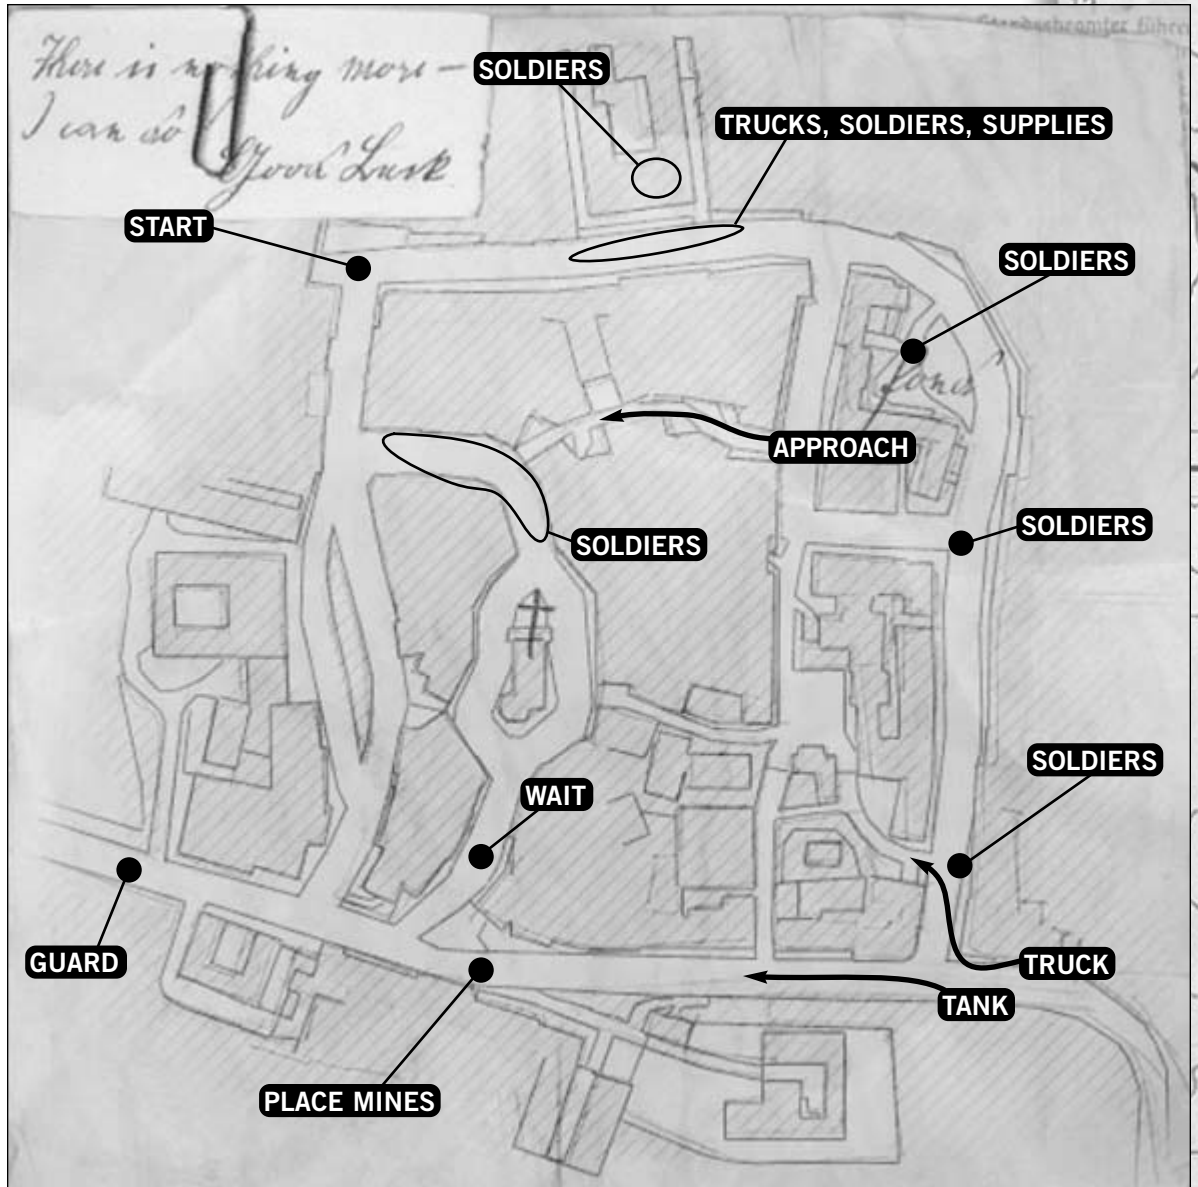 There is nothing more –
I can do
Good Luck
SOLDIERS
TRUCKS, SOLDIERS, SUPPLIES
START
SOLDIERS
APPROACH
SOLDIERS
SOLDIERS
WAIT
SOLDIERS
GUARD
TRUCK
TANK
PLACE MINES